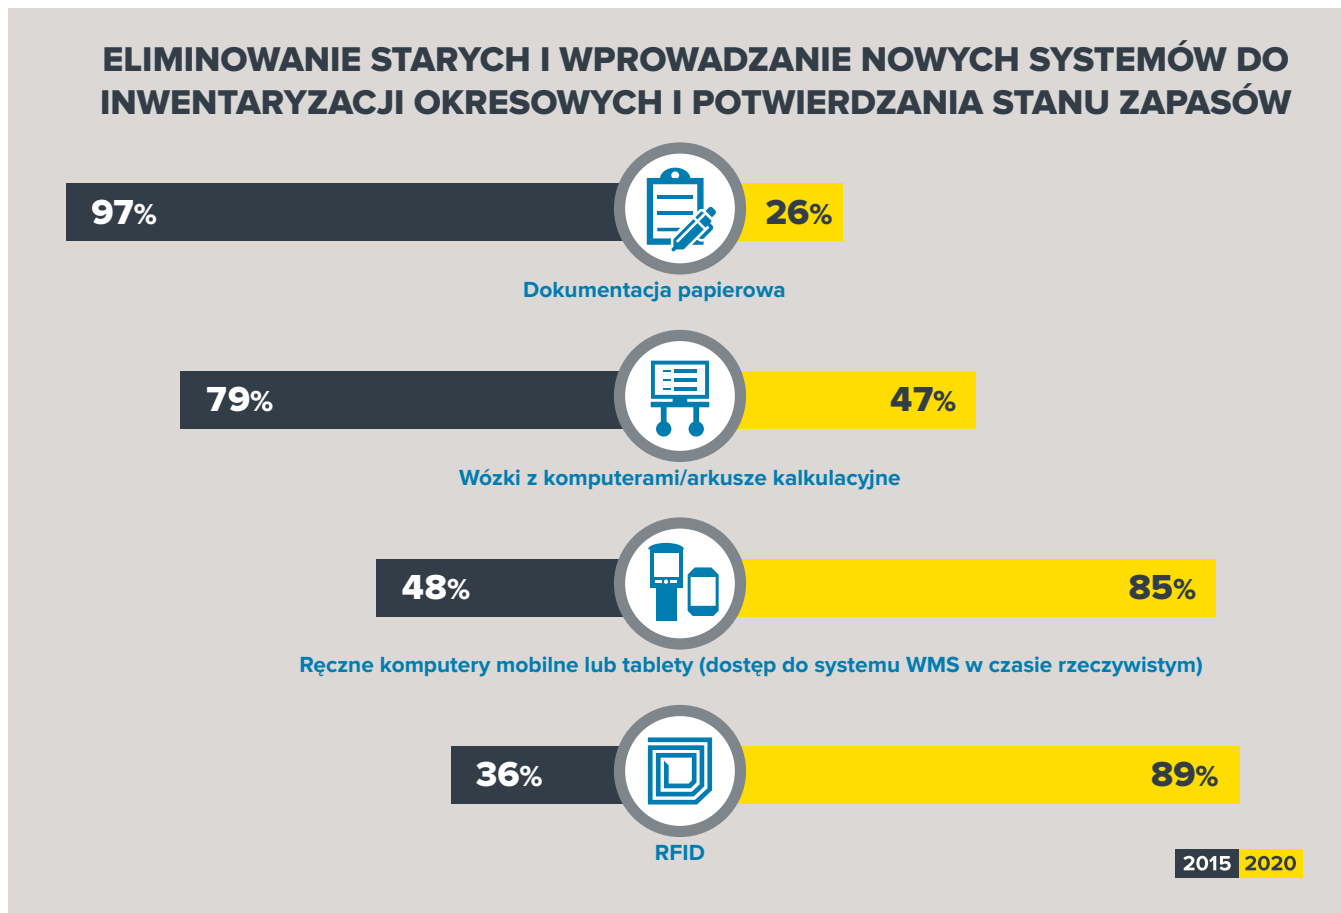 ELIMINOWANIE STARYCH I WPROWADZANIE NOWYCH SYSTEMÓW DO
INWENTARYZACJI OKRESOWYCH I POTWIERDZANIA STANU ZAPASÓW
97% 26%
Dokumentacja papierowa
79% 47%
Wózki z komputerami/arkusze kalkulacyjne
48% 85%
Ręczne komputery mobilne lub tablety (dostęp do systemu WMS w czasie rzeczywistym)
36% 89%
RFID
2015 2020